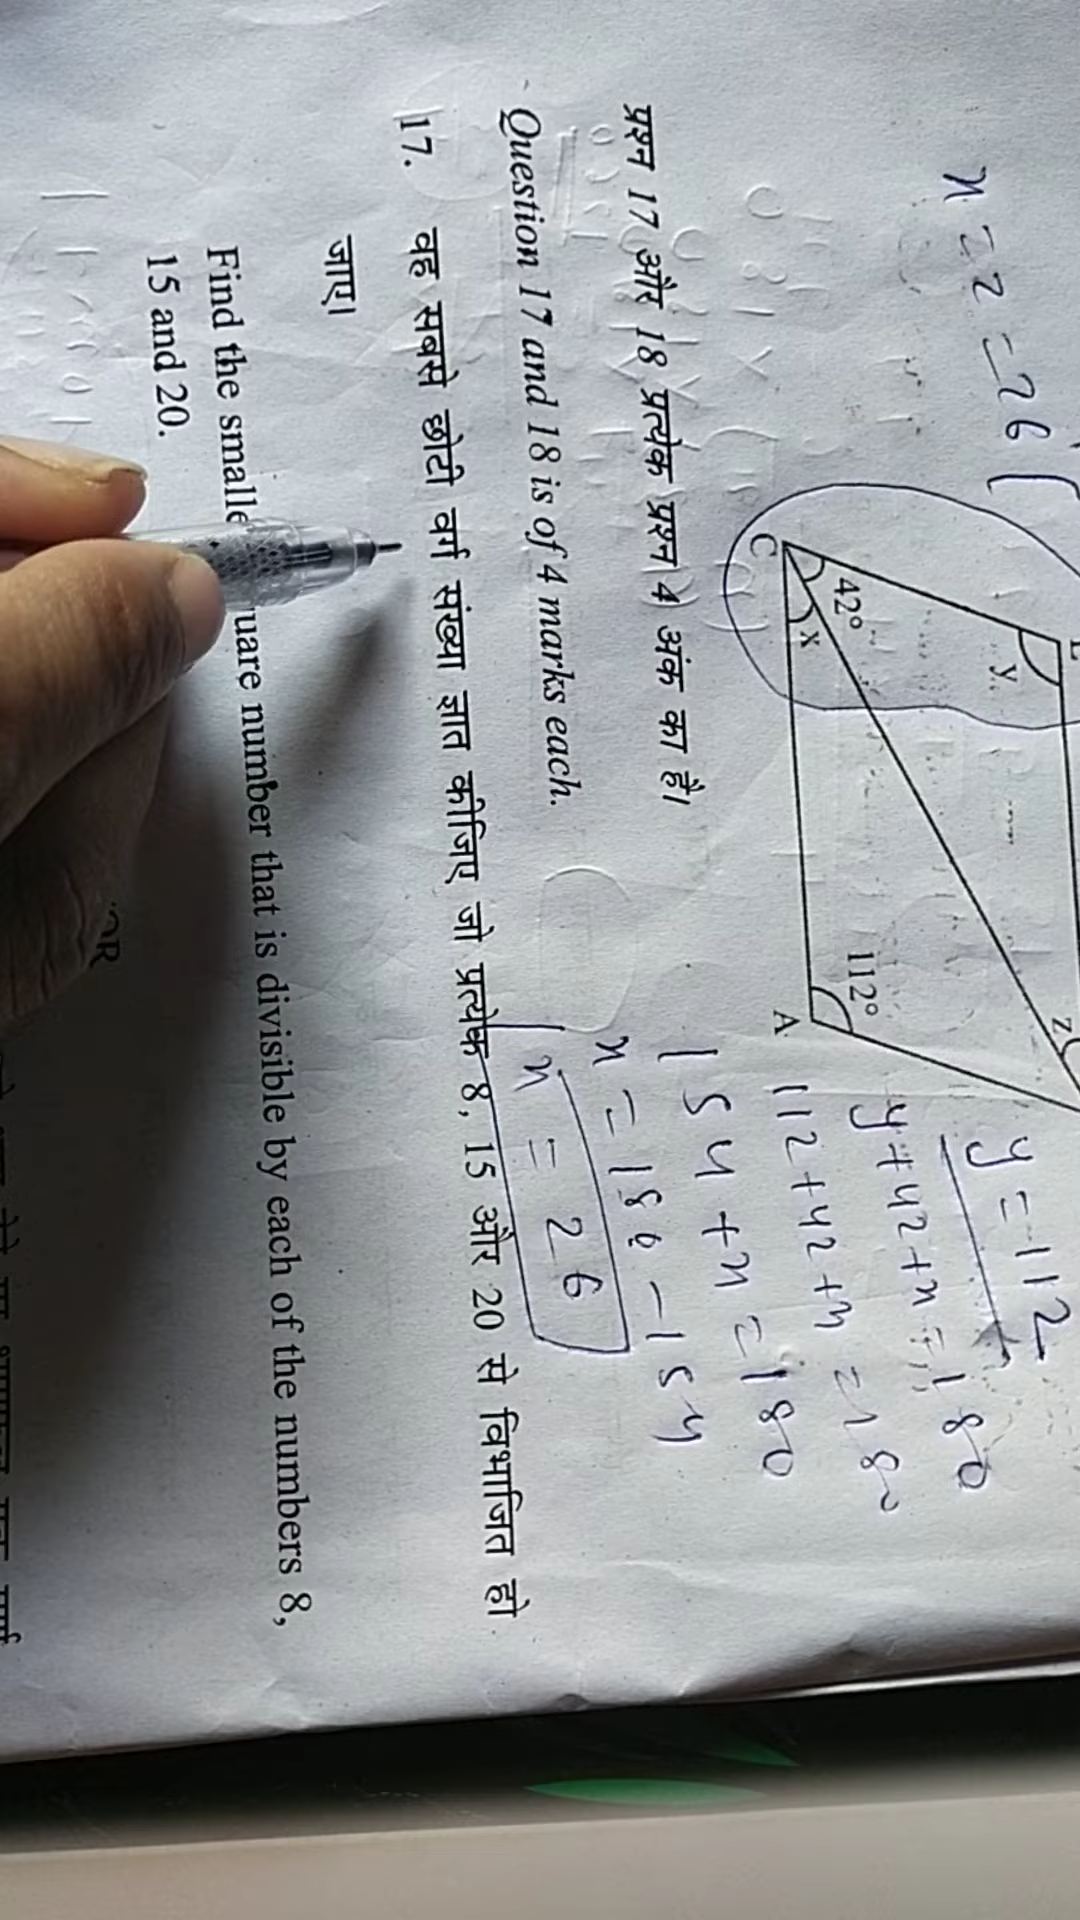 x = z = 26
42°
x
y
C
112°
A
z
y = 112
y + 42 + x = 180
112 + 42 + x = 180
154 + x = 180
x = 180 - 154
x = 26
प्रश्न 17 और 18 प्रत्येक प्रश्न 4 अंक का है।
Question 17 and 18 is of 4 marks each.
17. वह सबसे छोटी वर्ग संख्या ज्ञात कीजिए जो प्रत्येक 8, 15 और 20 से विभाजित हो
जाए।
Find the smalle uare number that is divisible by each of the numbers 8,
15 and 20.
OR